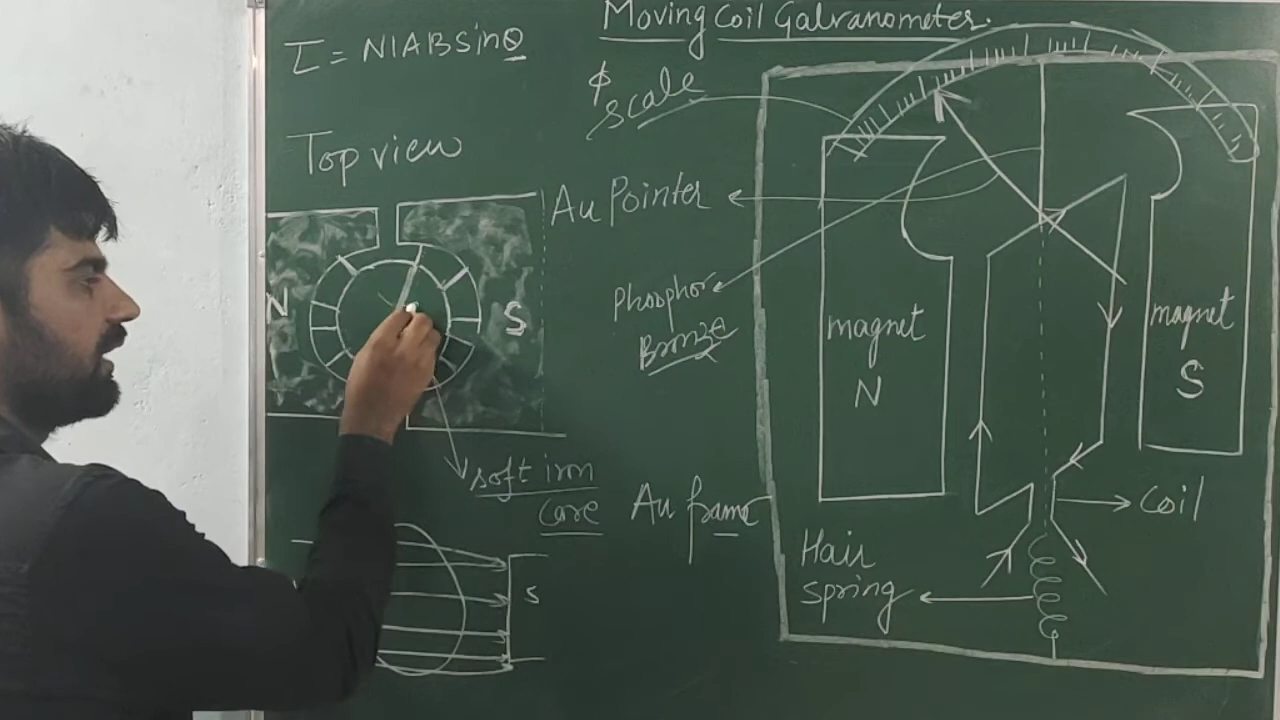 Moving Coil Galvanometer.
τ = NIABsinθ
Φ
scale
Top view
Au Pointer
N
S
Phosphor
Bronze
magnet
N
magnet
S
soft iron
core
Au frame
Coil
Hair
spring
S